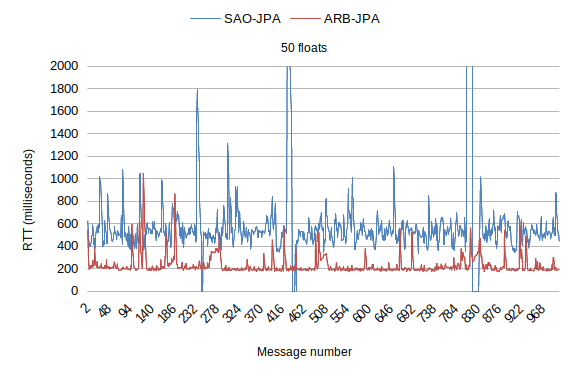 SAO-JPA ARB-JPA
50 floats
2000
1800
1600
1400
1200
1000
800
600
400
200
0
RTT (milliseconds)
2 48 94 140 186 232 278 324 370 416 462 508 554 600 646 692 738 784 830 876 922 968
Message number